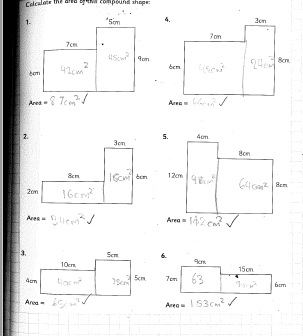 Calculate the area of this compound shape:
1.
5cm
7cm
6cm
42cm²
45cm²
9cm
Area = 87cm² ✓
4.
3cm
7cm
6cm
24cm²
8cm
Area = ✓
2.
3cm
8cm
2cm
16cm²
18cm²
6cm
Area = 34cm² ✓
5.
4cm
8cm
12cm
64cm²
8cm
Area = cm² ✓
3.
5cm
10cm
4cm
40cm²
5cm
Area = ✓
6.
9cm
15cm
7cm
63
6cm
Area = 153cm² ✓